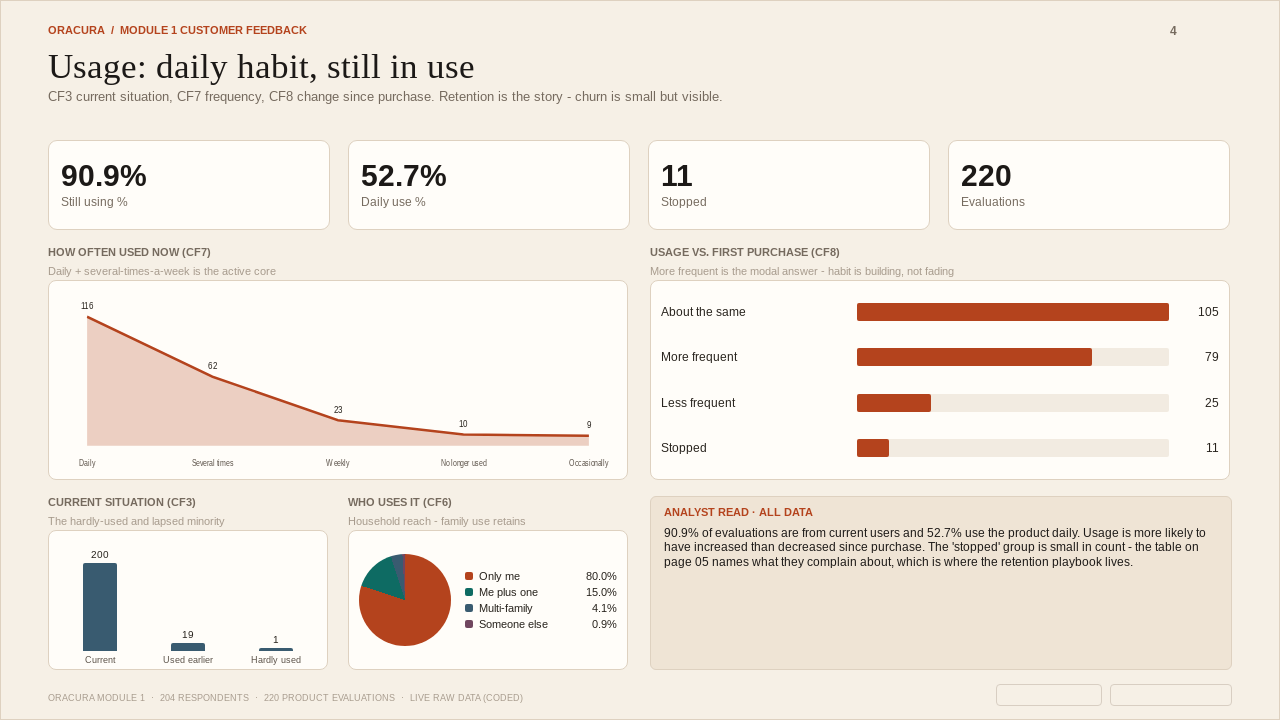 ORACURA / MODULE 1 CUSTOMER FEEDBACK
4
Usage: daily habit, still in use
CF3 current situation, CF7 frequency, CF8 change since purchase. Retention is the story - churn is small but visible.
90.9%
Still using %
52.7%
Daily use %
11
Stopped
220
Evaluations
HOW OFTEN USED NOW (CF7)
Daily + several-times-a-week is the active core
116
62
23
10
9
Daily
Several times
Weekly
No longer used
Occasionally
USAGE VS. FIRST PURCHASE (CF8)
More frequent is the modal answer - habit is building, not fading
About the same 105
More frequent 79
Less frequent 25
Stopped 11
CURRENT SITUATION (CF3)
The hardly-used and lapsed minority
200
19
1
Current
Used earlier
Hardly used
WHO USES IT (CF6)
Household reach - family use retains
Only me 80.0%
Me plus one 15.0%
Multi-family 4.1%
Someone else 0.9%
ANALYST READ · ALL DATA
90.9% of evaluations are from current users and 52.7% use the product daily. Usage is more likely to
have increased than decreased since purchase. The 'stopped' group is small in count - the table on
page 05 names what they complain about, which is where the retention playbook lives.
ORACURA MODULE 1 · 204 RESPONDENTS · 220 PRODUCT EVALUATIONS · LIVE RAW DATA (CODED)